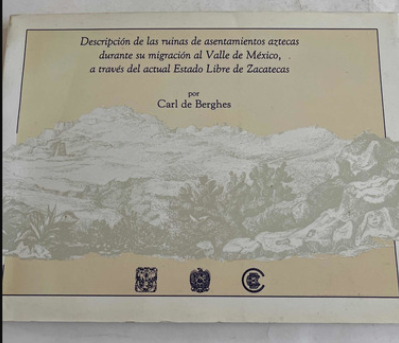 Descripción de las ruinas de asentamientos aztecas
durante su migración al Valle de México,
a través del actual Estado Libre de Zacatecas
por
Carl de Berghes